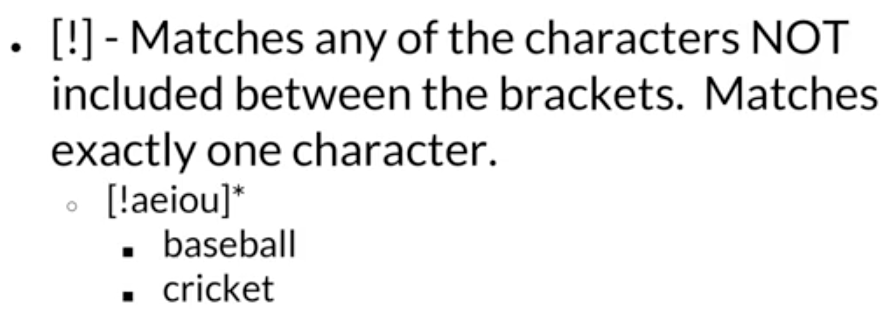 • [!] - Matches any of the characters NOT
included between the brackets.  Matches
exactly one character.
◦ [!aeiou]*
▪ baseball
▪ cricket